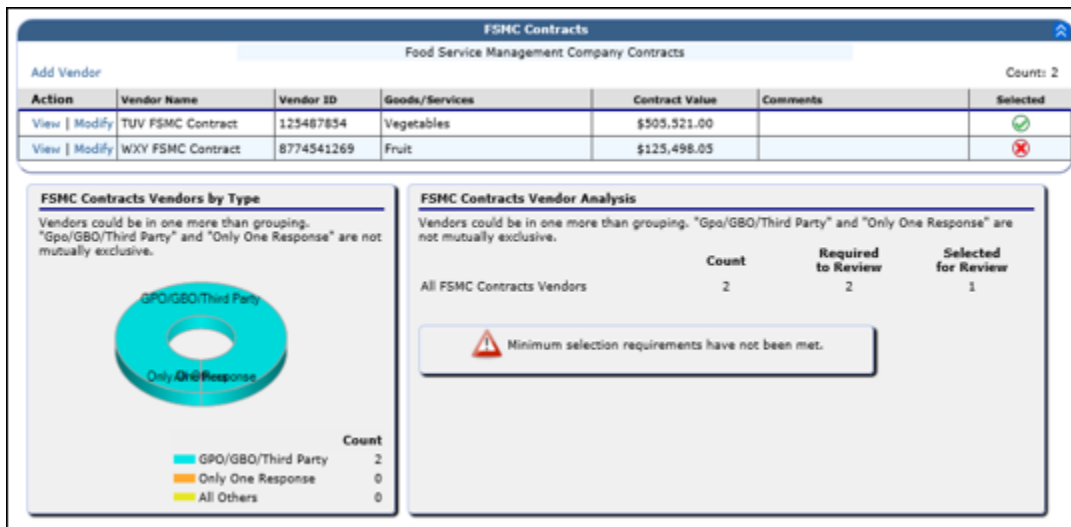 FSMC Contracts
Food Service Management Company Contracts
Add Vendor Count: 2
Action Vendor Name Vendor ID Goods/Services Contract Value Comments Selected
View | Modify TUV FSMC Contract 125487854 Vegetables $505,521.00
View | Modify WXY FSMC Contract 8774541269 Fruit $125,498.05
FSMC Contracts Vendors by Type
Vendors could be in one more than grouping.
"Gpo/GBO/Third Party" and "Only One Response" are not
mutually exclusive.
GPO/GBO/Third Party
Only One Response
Count
GPO/GBO/Third Party 2
Only One Response 0
All Others 0
FSMC Contracts Vendor Analysis
Vendors could be in one more than grouping. "Gpo/GBO/Third Party" and "Only One Response" are
not mutually exclusive.
Count Required to Review Selected for Review
All FSMC Contracts Vendors 2 2 1
Minimum selection requirements have not been met.